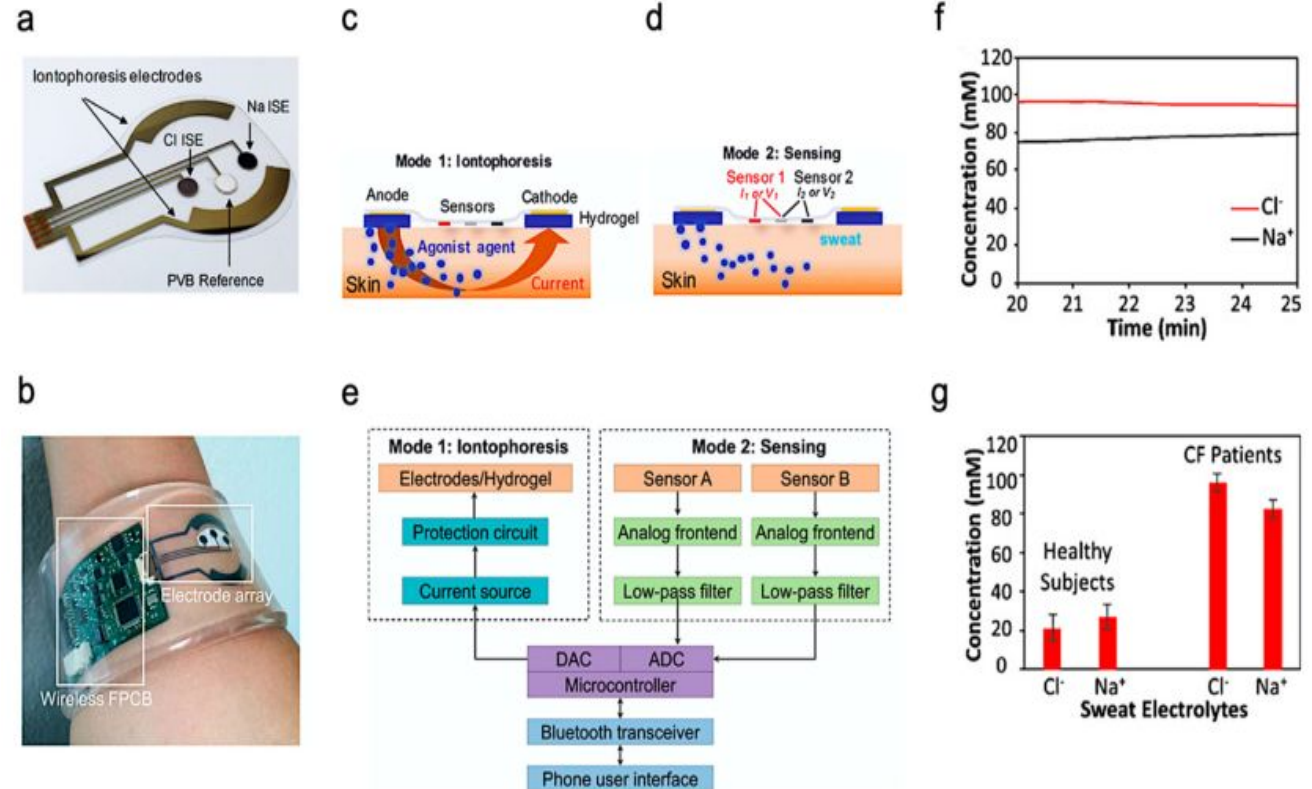 a
Iontophoresis electrodes
Na ISE
Cl ISE
PVB Reference
b
Electrode array
Wireless FPCB
c
Mode 1: Iontophoresis
Anode
Cathode
Sensors
Hydrogel
Agonist agent
Skin
Current
d
Mode 2: Sensing
Sensor 1
Sensor 2
I₁ or V₁
I₂ or V₂
sweat
Skin
e
Mode 1: Iontophoresis
Electrodes/Hydrogel
Protection circuit
Current source
Mode 2: Sensing
Sensor A
Sensor B
Analog frontend
Analog frontend
Low-pass filter
Low-pass filter
DAC
ADC
Microcontroller
Bluetooth transceiver
Phone user interface
f
Concentration (mM)
120
100
80
60
40
20
0
Cl⁻
Na⁺
20 21 22 23 24 25
Time (min)
g
Concentration (mM)
120
100
80
60
40
20
0
CF Patients
Healthy
Subjects
Cl⁻ Na⁺ Cl⁻ Na⁺
Sweat Electrolytes